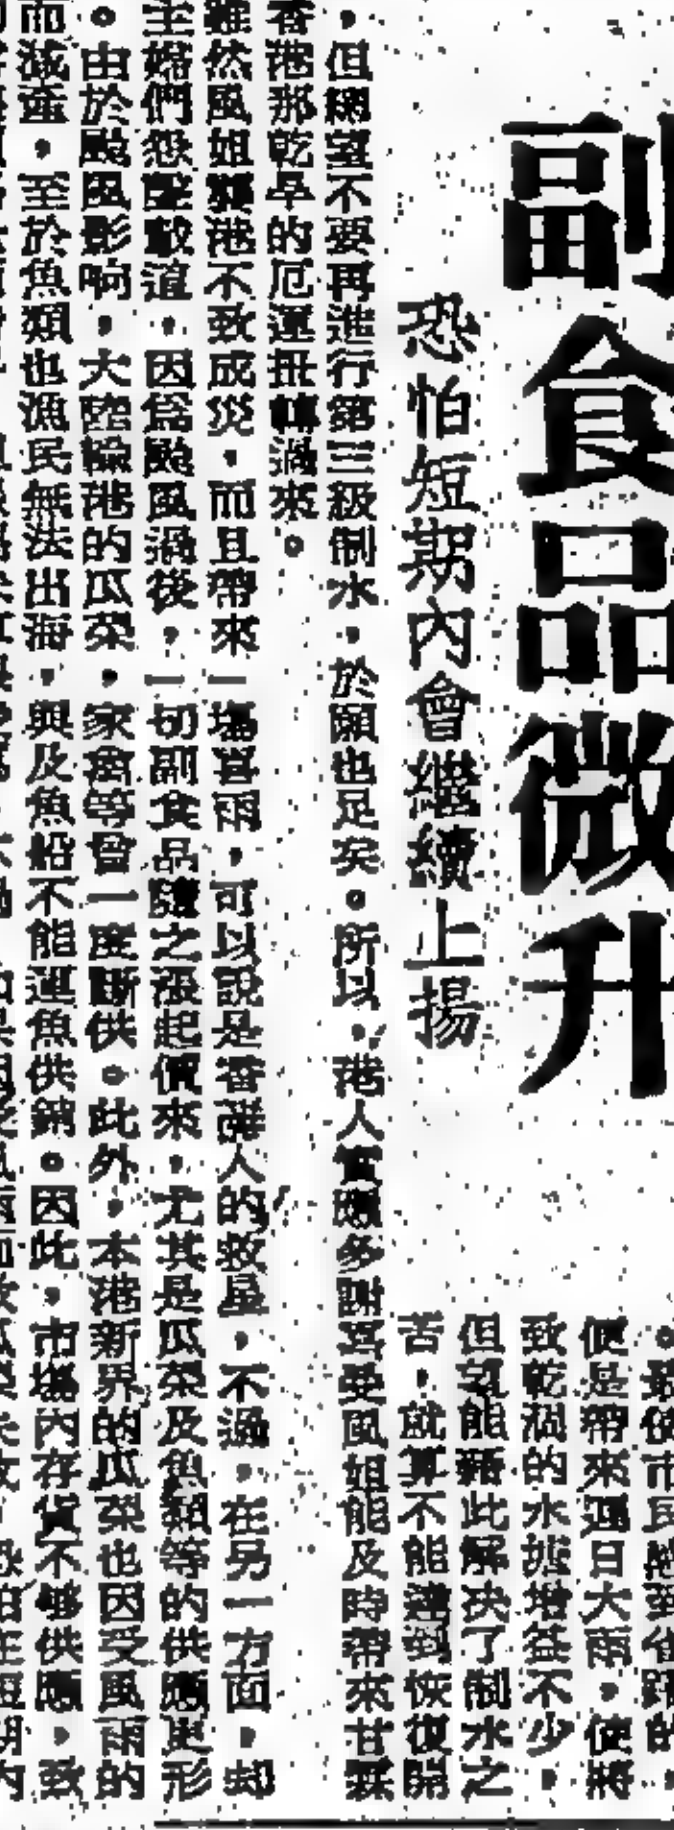 副食品微升
恐怕短期內會繼續上揚
便是帶來連日大雨，使將
致乾涸的水塘增益不少，
但望能藉此解決了制水之
苦，就算不能達到恢復開
，但網望不要再進行第三級制水，於願也足矣。所以，港人實應多謝喜曼風姐能及時帶來甘霖
香港那乾旱的厄運扭轉過來。
雖然風姐襲港不致成災，而且帶來一場喜雨，可以說是香港人的救星，不過，在另一方面，却
主婦們怨聲載道，因爲颱風過後，一切副食品隨之漲起價來，尤其是瓜菜及魚類等的供應更形
。由於颱風影响，大陸輸港的瓜菜，家禽等曾一度斷供。此外，本港新界的瓜菜也因受風雨的
而減產，至於魚類也漁民無法出海，與及魚船不能運魚供銷。因此，市塲內存貨不够供應，致